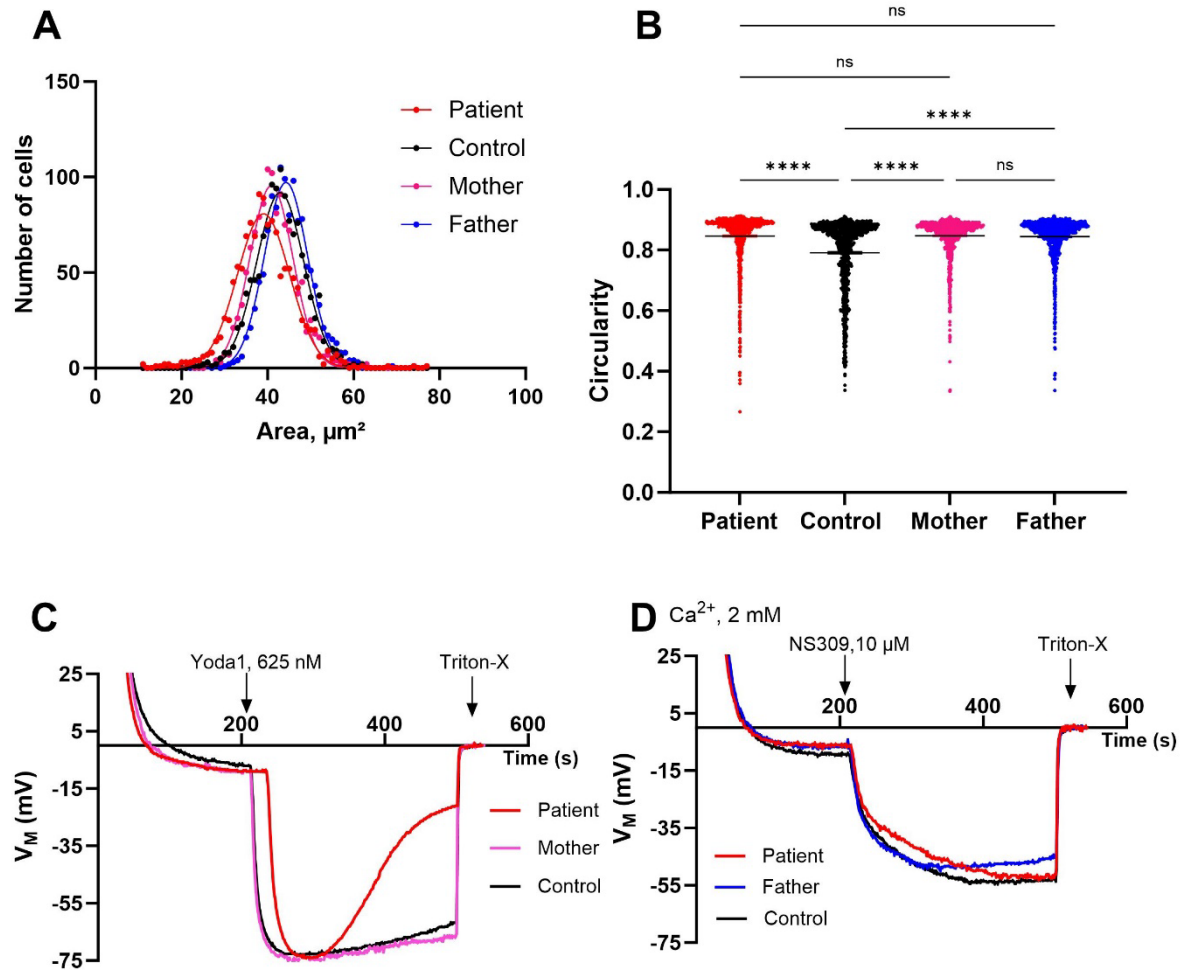 A
150
100
50
0
Number of cells
0 20 40 60 80 100
Area, µm²
Patient
Control
Mother
Father
B
ns
ns
****
**** **** ns
1.0
0.8
0.6
0.4
0.2
0.0
Circularity
Patient Control Mother Father
C
Yoda1, 625 nM Triton-X
25
5
-15
-35
-55
-75
V_M (mV)
200 400 600
Time (s)
Patient
Mother
Control
D Ca²⁺, 2 mM
NS309,10 µM Triton-X
25
5
-15
-35
-55
-75
V_M (mV)
200 400 600
Time (s)
Patient
Father
Control